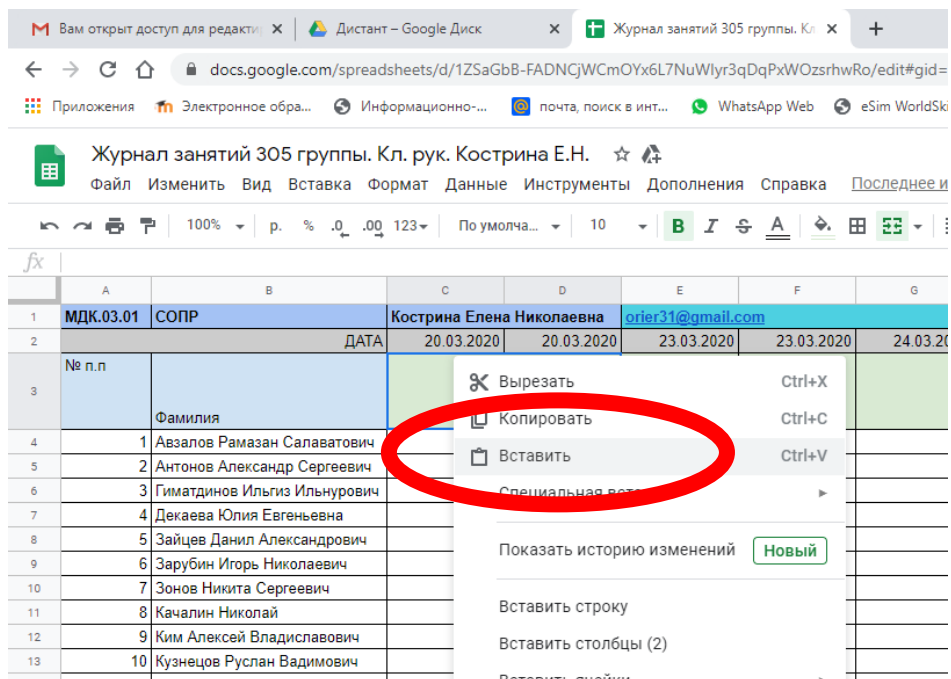 Вам открыт доступ для редакти
Дистант – Google Диск
Журнал занятий 305 группы. Кл
docs.google.com/spreadsheets/d/1ZSaGbB-FADNCjWCmOYx6L7NuWIyr3qDqPxWOzsrhwRo/edit#gid=
Приложения Электронное обра... Информационно-... почта, поиск в инт... WhatsApp Web eSim WorldSki
Журнал занятий 305 группы. Кл. рук. Кострина Е.Н.
Файл Изменить Вид Вставка Формат Данные Инструменты Дополнения Справка Последнее и
100% р. % .0 .00 123 По умолча... 10 B I S A
fx
A B C D E F G
1 МДК.03.01 СОПР Кострина Елена Николаевна orier31@gmail.com
2 ДАТА 20.03.2020 20.03.2020 23.03.2020 23.03.2020 24.03.20
3 № п.п Фамилия
Вырезать Ctrl+X
Копировать Ctrl+C
4 1 Авзалов Рамазан Салаватович
Вставить Ctrl+V
5 2 Антонов Александр Сергеевич
6 3 Гиматдинов Ильгиз Ильнурович
Специальная вст
7 4 Декаева Юлия Евгеньевна
8 5 Зайцев Данил Александрович
Показать историю изменений Новый
9 6 Зарубин Игорь Николаевич
10 7 Зонов Никита Сергеевич
Вставить строку
11 8 Качалин Николай
12 9 Ким Алексей Владиславович
Вставить столбцы (2)
13 10 Кузнецов Руслан Вадимович
Вставить ячейки